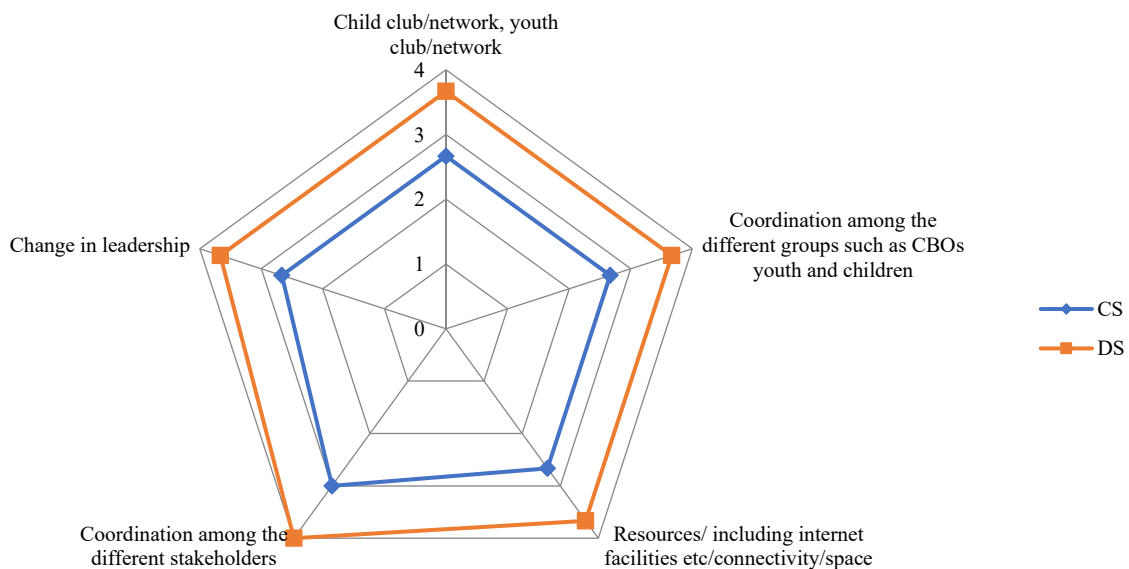 Child club/network, youth
club/network
4
3
2
1
0
Change in leadership
Coordination among the
different groups such as CBOs
youth and children
CS
DS
Coordination among the
different stakeholders
Resources/ including internet
facilities etc/connectivity/space